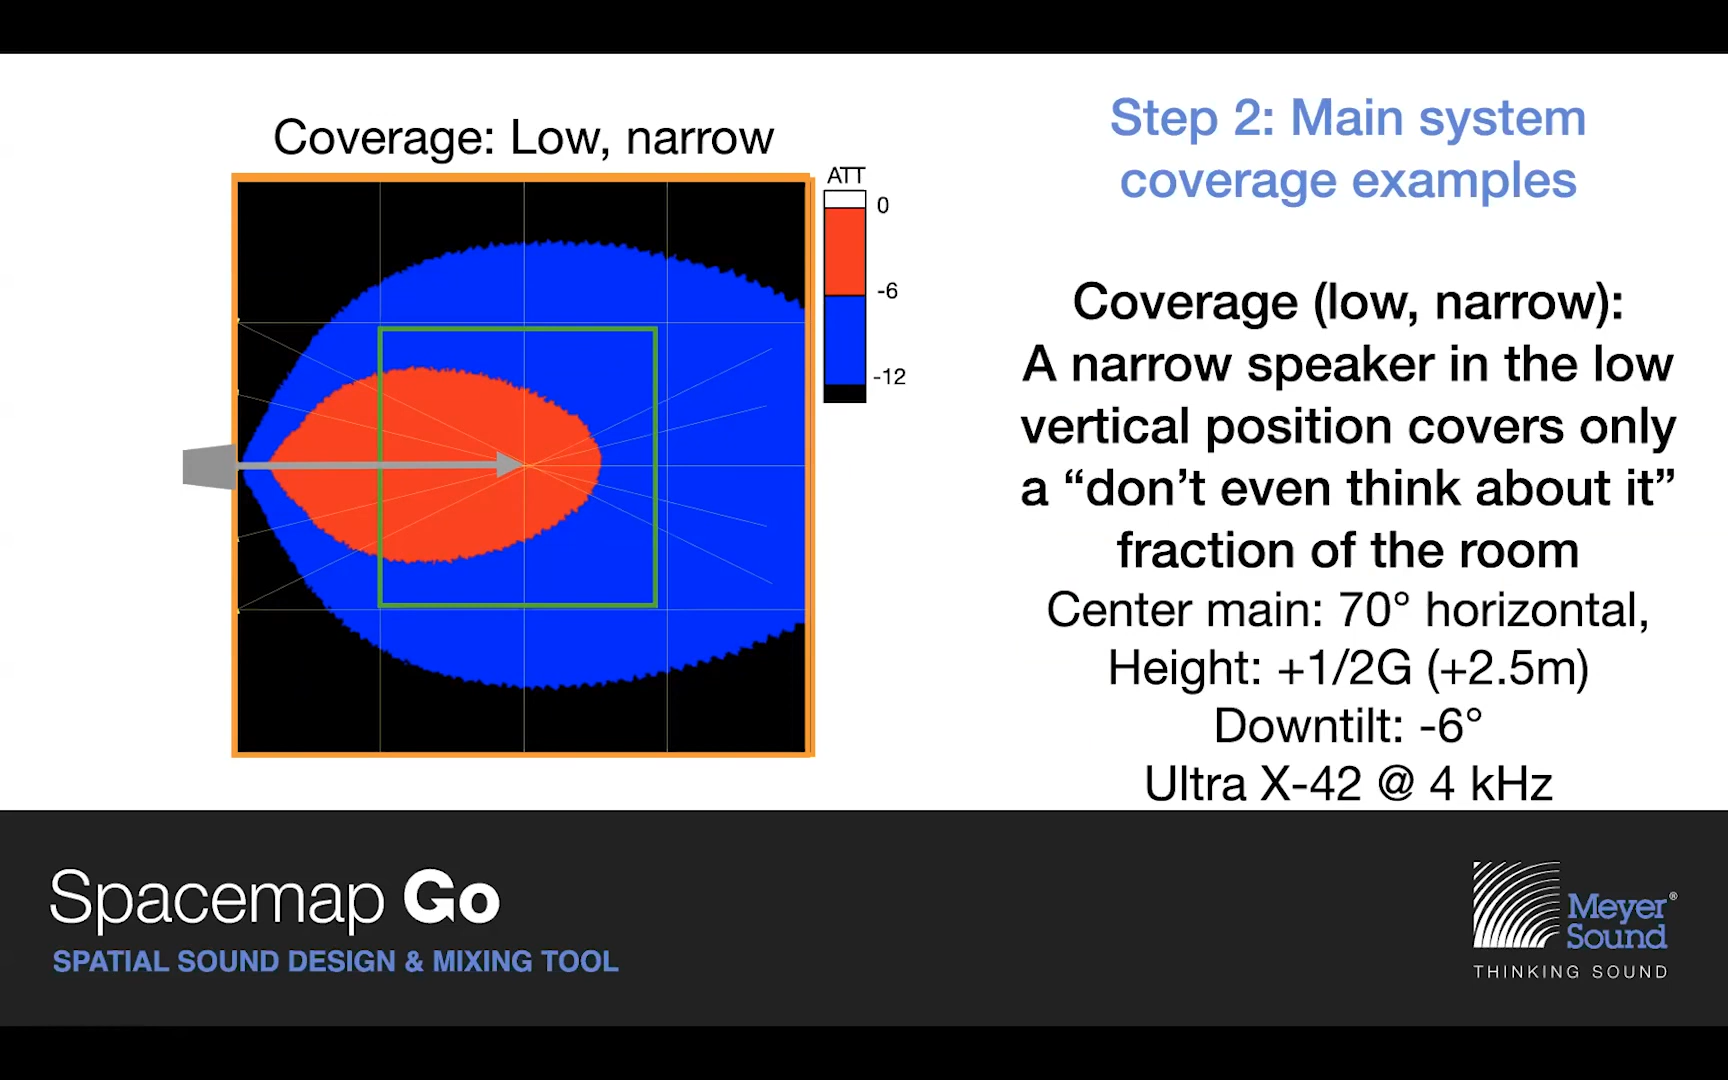 Coverage: Low, narrow
ATT
0
-6
-12
Step 2: Main system
coverage examples
Coverage (low, narrow):
A narrow speaker in the low
vertical position covers only
a “don’t even think about it”
fraction of the room
Center main: 70° horizontal,
Height: +1/2G (+2.5m)
Downtilt: -6°
Ultra X-42 @ 4 kHz
Spacemap Go
SPATIAL SOUND DESIGN & MIXING TOOL
Meyer®
Sound
THINKING SOUND